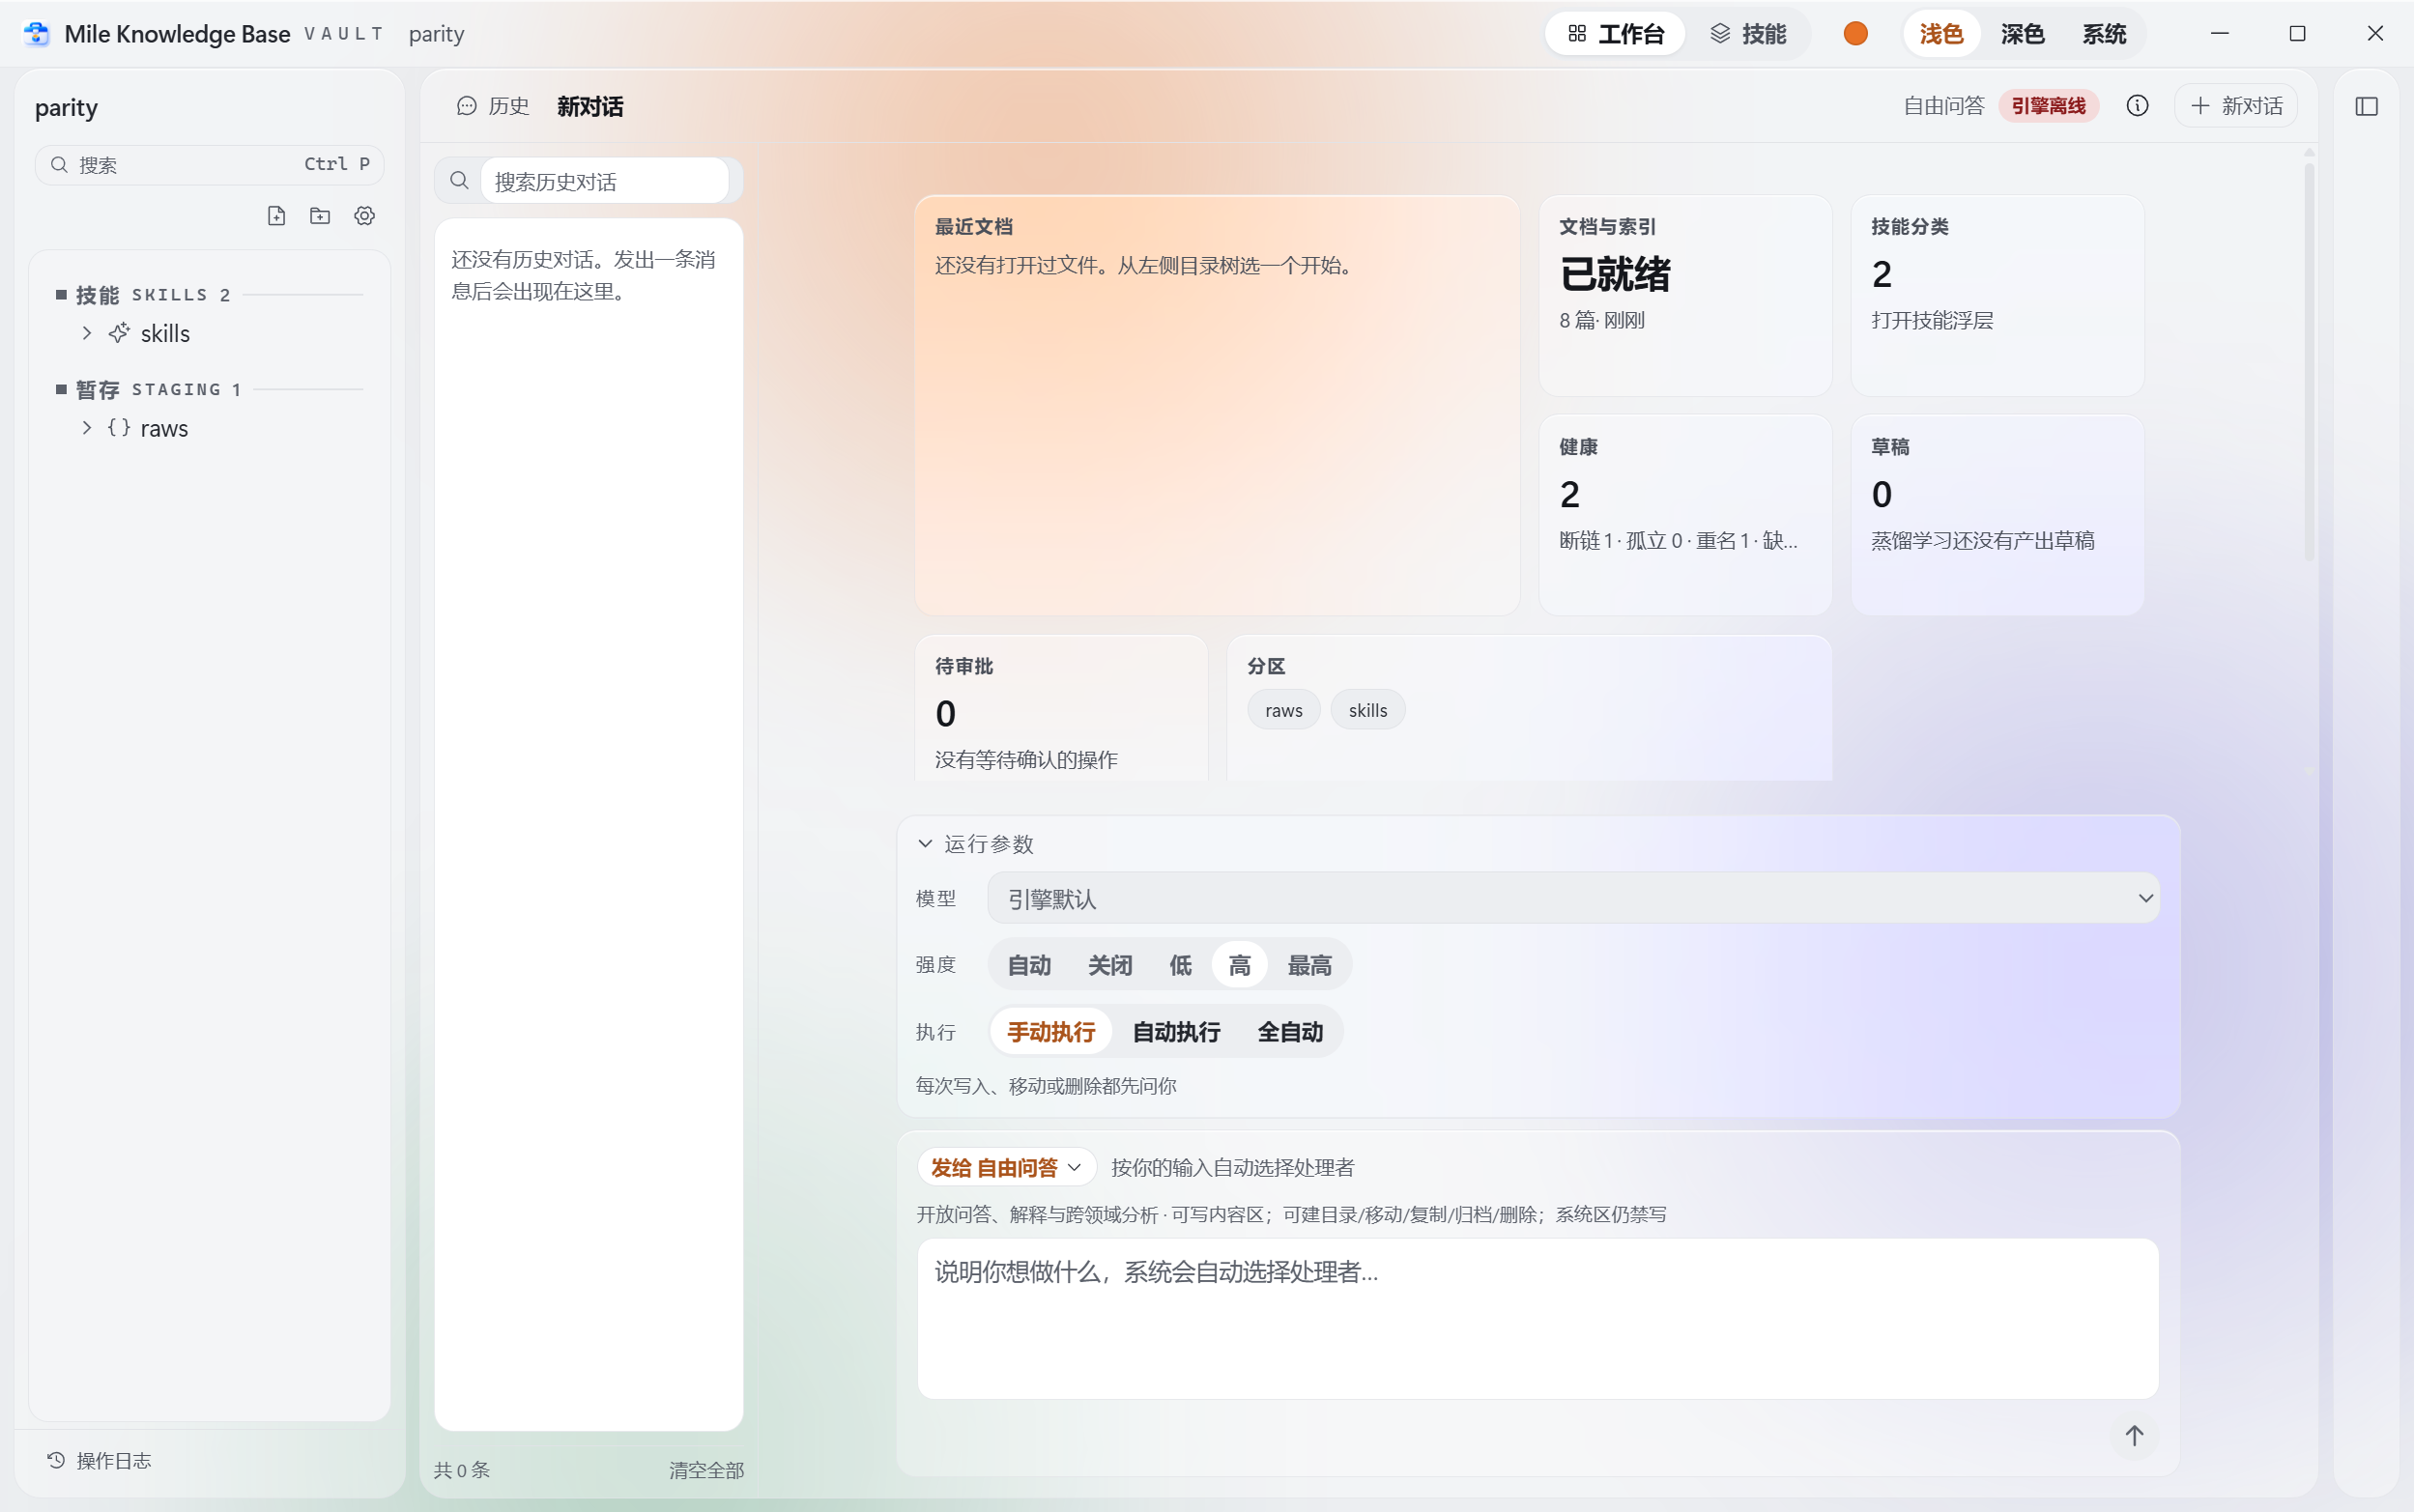 Mile Knowledge Base VAULT parity
工作台 技能 浅色 深色 系统
parity
搜索 Ctrl P
技能 SKILLS 2
skills
暂存 STAGING 1
raws
操作日志
历史 新对话
自由问答 引擎离线 新对话
搜索历史对话
还没有历史对话。发出一条消
息后会出现在这里。
共 0 条 清空全部
最近文档
还没有打开过文件。从左侧目录树选一个开始。
文档与索引
已就绪
8 篇· 刚刚
技能分类
2
打开技能浮层
健康
2
断链 1 · 孤立 0 · 重名 1 · 缺...
草稿
0
蒸馏学习还没有产出草稿
待审批
0
没有等待确认的操作
分区
raws skills
运行参数
模型 引擎默认
强度 自动 关闭 低 高 最高
执行 手动执行 自动执行 全自动
每次写入、移动或删除都先问你
发给 自由问答 按你的输入自动选择处理者
开放问答、解释与跨领域分析 · 可写内容区；可建目录/移动/复制/归档/删除；系统区仍禁写
说明你想做什么，系统会自动选择处理者...